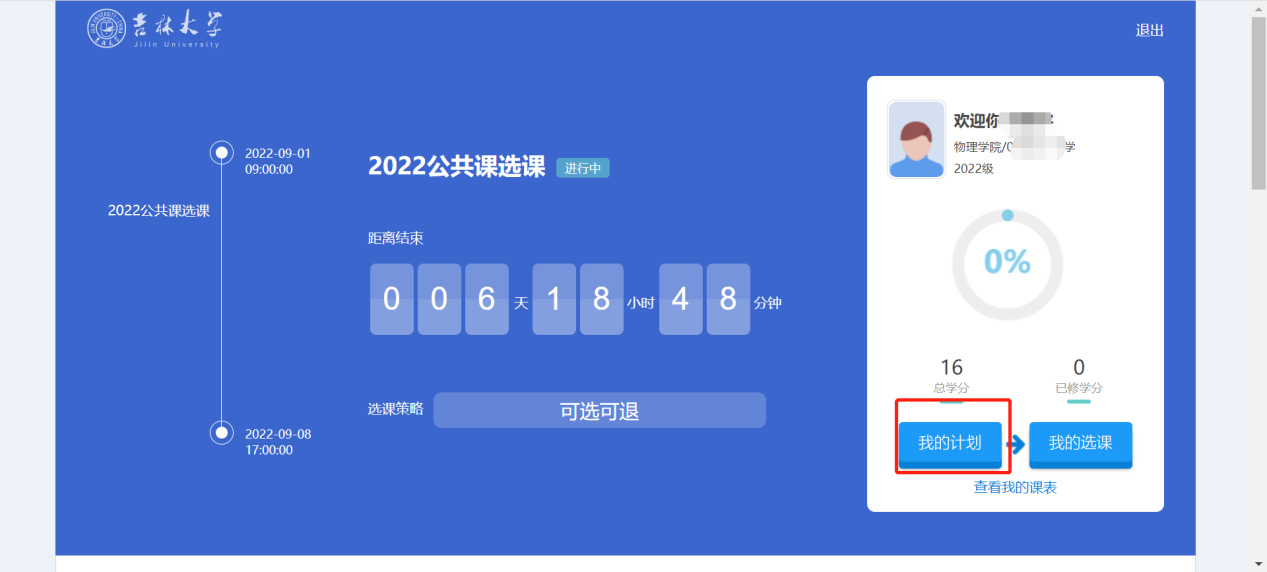 吉林大学
Jilin University
退出
2022-09-01
09:00:00
2022公共课选课
2022-09-08
17:00:00
2022公共课选课 进行中
距离结束
0 0 6 天 1 8 小时 4 8 分钟
选课策略 可选可退
欢迎你
物理学院/ 学
2022级
0%
16 0
总学分 已修学分
我的计划 我的选课
查看我的课表